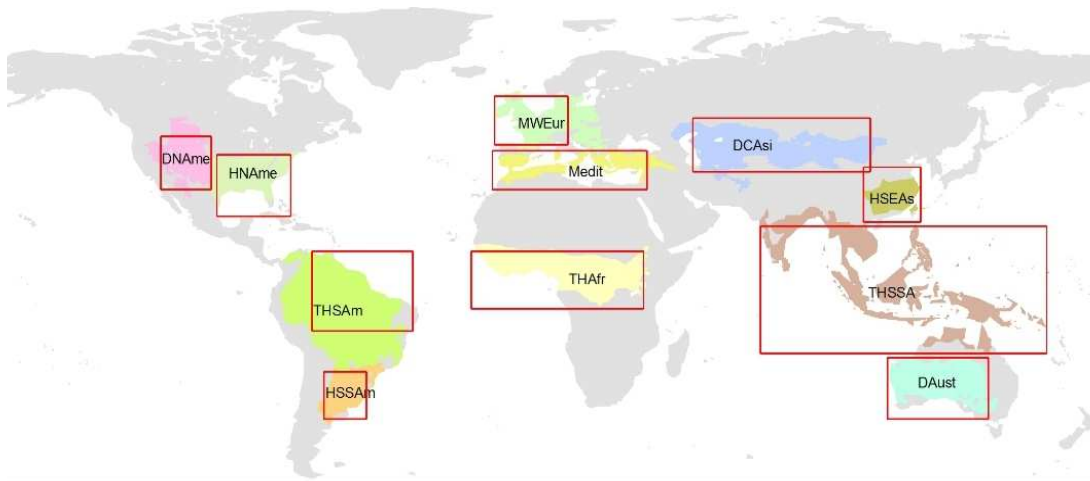 MWEur
DNAme
HNAme
Medit
DCAsi
HSEAs
THSAm
THAfr
THSSA
HSSAm
DAust